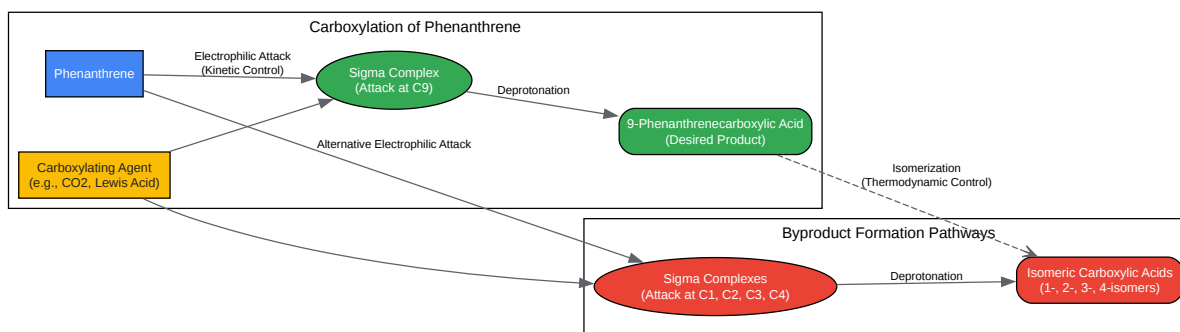 Carboxylation of Phenanthrene
Phenanthrene
Electrophilic Attack
(Kinetic Control)
Sigma Complex
(Attack at C9)
Deprotonation
9-Phenanthrenecarboxylic Acid
(Desired Product)
Carboxylating Agent
(e.g., CO2, Lewis Acid)
Alternative Electrophilic Attack
Isomerization
(Thermodynamic Control)
Byproduct Formation Pathways
Sigma Complexes
(Attack at C1, C2, C3, C4)
Deprotonation
Isomeric Carboxylic Acids
(1-, 2-, 3-, 4-isomers)